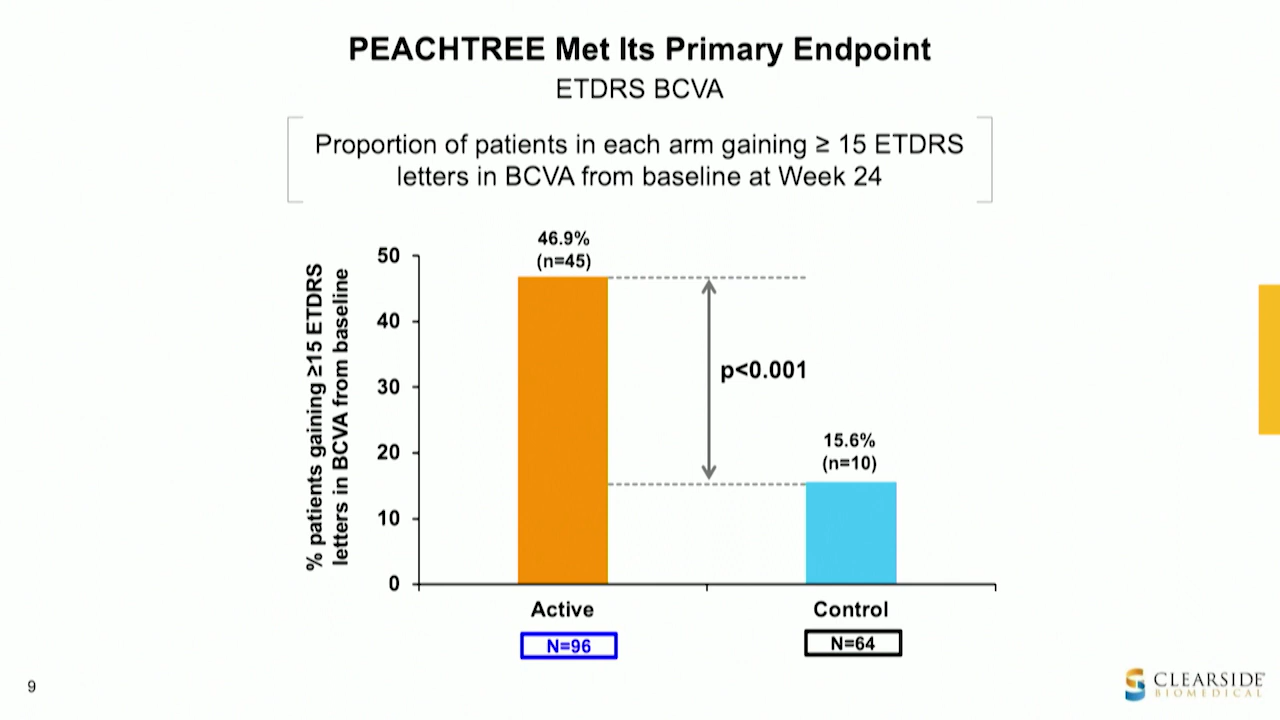 PEACHTREE Met Its Primary Endpoint
ETDRS BCVA
Proportion of patients in each arm gaining ≥ 15 ETDRS
letters in BCVA from baseline at Week 24
% patients gaining ≥15 ETDRS
letters in BCVA from baseline
50
40
30
20
10
0
46.9%
(n=45)
p<0.001
15.6%
(n=10)
Active
Control
N=96
N=64
9
CLEARSIDE
BIOMEDICAL